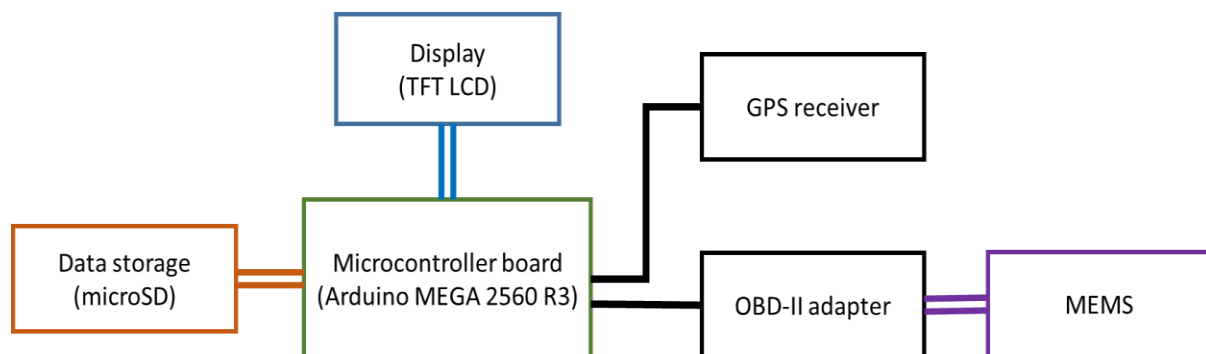 Display
(TFT LCD)
GPS receiver
Data storage
(microSD)
Microcontroller board
(Arduino MEGA 2560 R3)
OBD-II adapter
MEMS